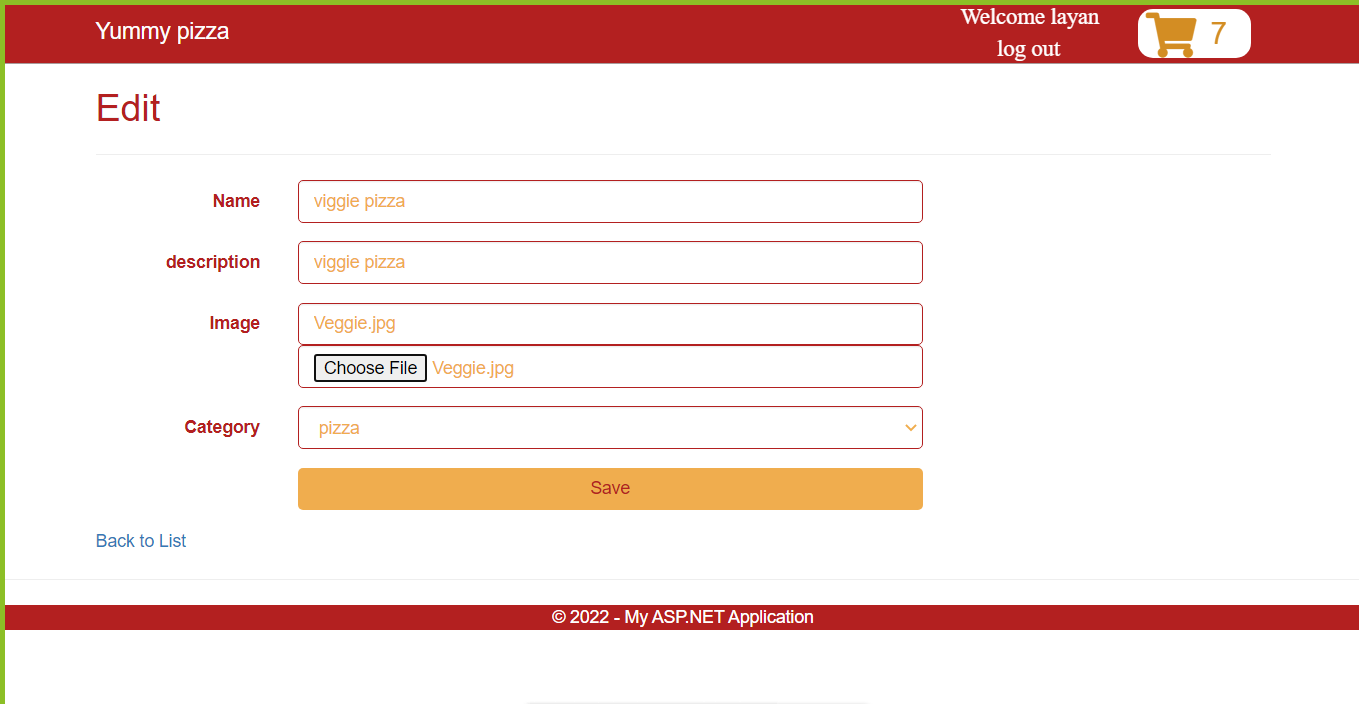 Yummy pizza
Welcome layan
log out
7
Edit
Name
viggie pizza
description
viggie pizza
Image
Veggie.jpg
Choose File Veggie.jpg
Category
pizza
Save
Back to List
© 2022 - My ASP.NET Application